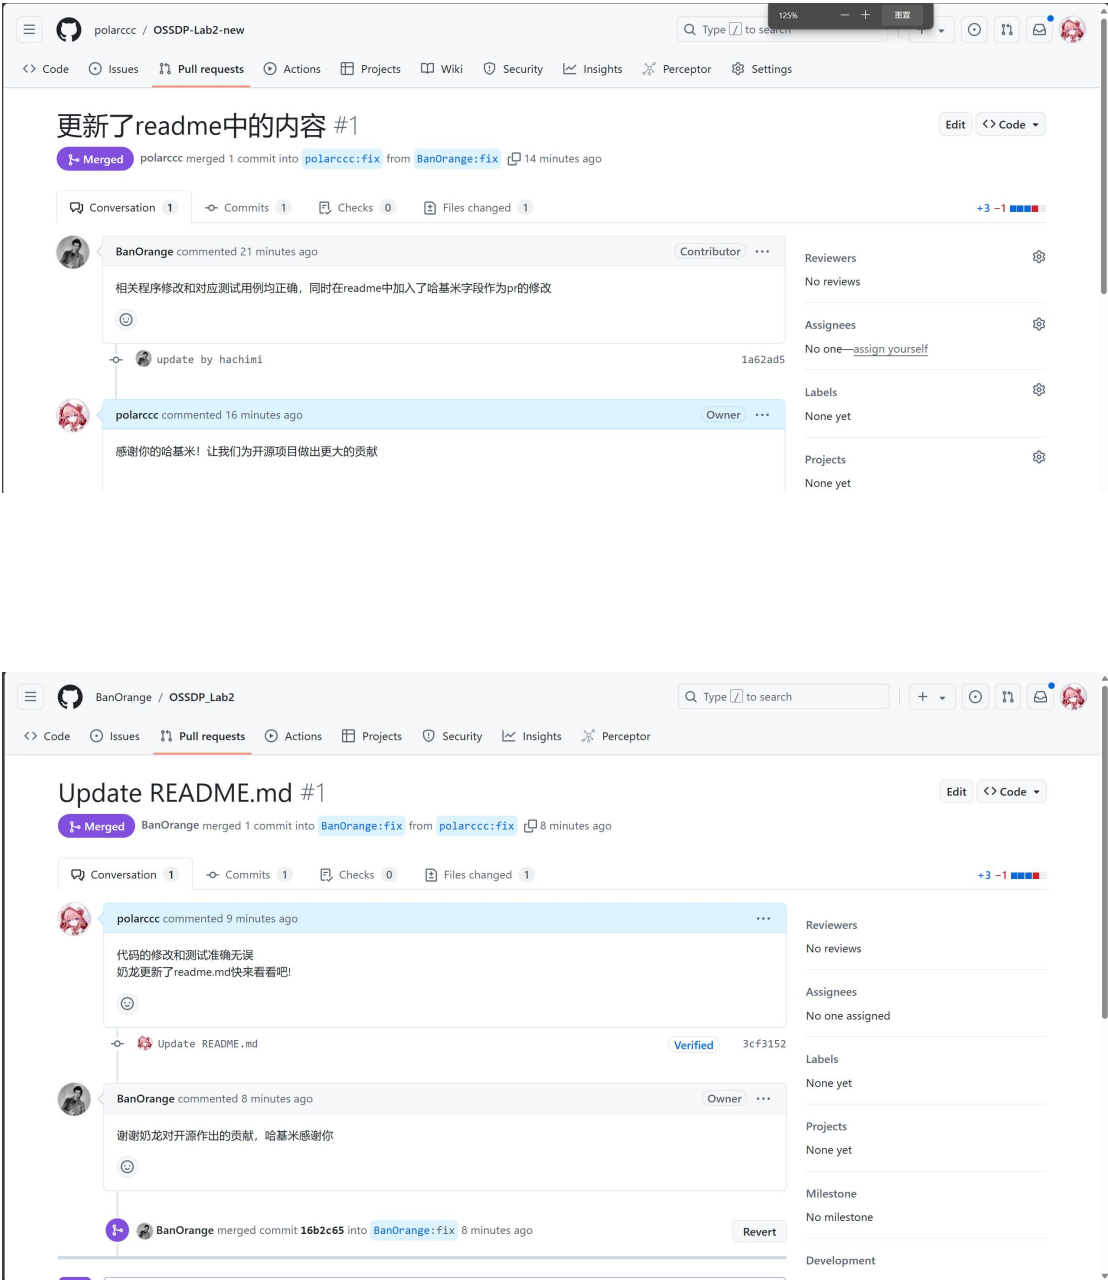 polarccc / OSSDP-Lab2-new
Type / to search
125% — + 重置
Code Issues Pull requests Actions Projects Wiki Security Insights Perceptor Settings
更新了readme中的内容 #1
Edit Code
Merged polarccc merged 1 commit into polarccc:fix from BanOrange:fix 14 minutes ago
Conversation 1 Commits 1 Checks 0 Files changed 1 +3 −1
BanOrange commented 21 minutes ago Contributor
相关程序修改和对应测试用例均正确，同时在readme中加入了哈基米字段作为pr的修改
update by hachimi 1a62ad5
polarccc commented 16 minutes ago Owner
感谢你的哈基米！让我们为开源项目做出更大的贡献
Reviewers
No reviews
Assignees
No one—assign yourself
Labels
None yet
Projects
None yet
BanOrange / OSSDP_Lab2
Type / to search
Code Issues Pull requests Actions Projects Security Insights Perceptor
Update README.md #1
Edit Code
Merged BanOrange merged 1 commit into BanOrange:fix from polarccc:fix 8 minutes ago
Conversation 1 Commits 1 Checks 0 Files changed 1 +3 −1
polarccc commented 9 minutes ago
代码的修改和测试准确无误
奶龙更新了readme.md快来看看吧!
Update README.md Verified 3cf3152
BanOrange commented 8 minutes ago Owner
谢谢奶龙对开源作出的贡献，哈基米感谢你
BanOrange merged commit 16b2c65 into BanOrange:fix 8 minutes ago Revert
Reviewers
No reviews
Assignees
No one assigned
Labels
None yet
Projects
None yet
Milestone
No milestone
Development